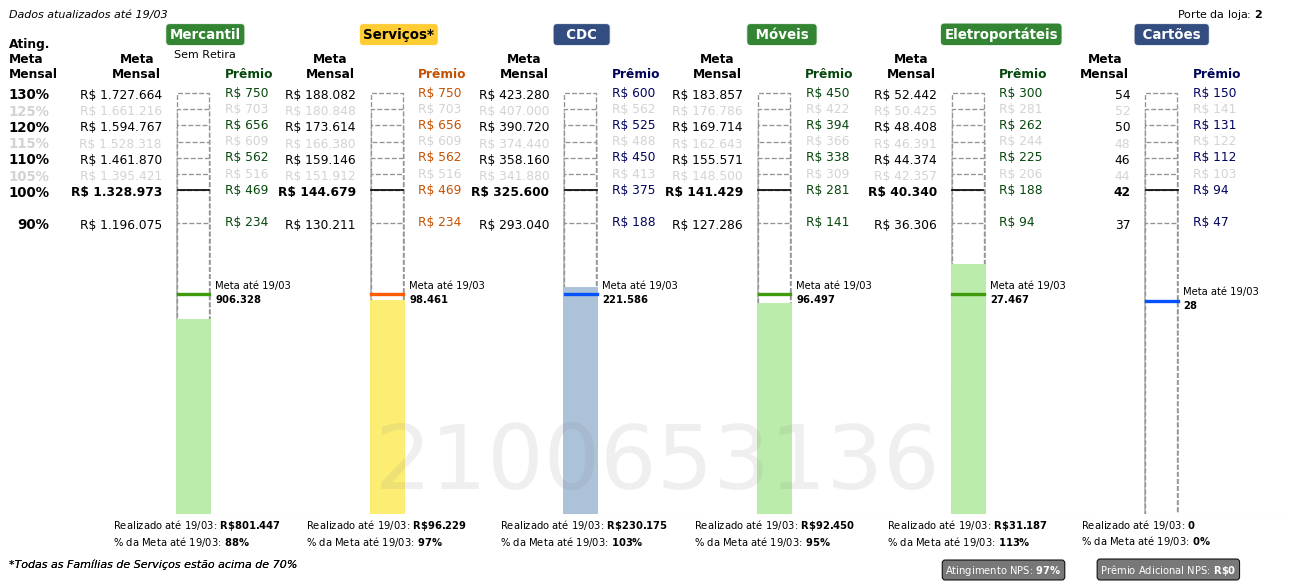 Dados atualizados até 19/03 Porte da loja: 2
Mercantil Serviços* CDC Móveis Eletroportáteis Cartões
Sem Retira
Ating. Meta Mensal Meta Mensal Prêmio Meta Mensal Prêmio Meta Mensal Prêmio Meta Mensal Prêmio Meta Mensal Prêmio Meta Mensal Prêmio
130% R$ 1.727.664 R$ 750 R$ 188.082 R$ 750 R$ 423.280 R$ 600 R$ 183.857 R$ 450 R$ 52.442 R$ 300 54 R$ 150
125% R$ 1.661.216 R$ 703 R$ 180.848 R$ 703 R$ 407.000 R$ 562 R$ 176.786 R$ 422 R$ 50.425 R$ 281 52 R$ 141
120% R$ 1.594.767 R$ 656 R$ 173.614 R$ 656 R$ 390.720 R$ 525 R$ 169.714 R$ 394 R$ 48.408 R$ 262 50 R$ 131
115% R$ 1.528.318 R$ 609 R$ 166.380 R$ 609 R$ 374.440 R$ 488 R$ 162.643 R$ 366 R$ 46.391 R$ 244 48 R$ 122
110% R$ 1.461.870 R$ 562 R$ 159.146 R$ 562 R$ 358.160 R$ 450 R$ 155.571 R$ 338 R$ 44.374 R$ 225 46 R$ 112
105% R$ 1.395.421 R$ 516 R$ 151.912 R$ 516 R$ 341.880 R$ 413 R$ 148.500 R$ 309 R$ 42.357 R$ 206 44 R$ 103
100% R$ 1.328.973 R$ 469 R$ 144.679 R$ 469 R$ 325.600 R$ 375 R$ 141.429 R$ 281 R$ 40.340 R$ 188 42 R$ 94
90% R$ 1.196.075 R$ 234 R$ 130.211 R$ 234 R$ 293.040 R$ 188 R$ 127.286 R$ 141 R$ 36.306 R$ 94 37 R$ 47
Meta até 19/03 Meta até 19/03 Meta até 19/03 Meta até 19/03 Meta até 19/03 Meta até 19/03
906.328 98.461 221.586 96.497 27.467 28
2100653136
Realizado até 19/03: R$801.447 Realizado até 19/03: R$96.229 Realizado até 19/03: R$230.175 Realizado até 19/03: R$92.450 Realizado até 19/03: R$31.187 Realizado até 19/03: 0
% da Meta até 19/03: 88% % da Meta até 19/03: 97% % da Meta até 19/03: 103% % da Meta até 19/03: 95% % da Meta até 19/03: 113% % da Meta até 19/03: 0%
*Todas as Famílias de Serviços estão acima de 70% Atingimento NPS: 97% Prêmio Adicional NPS: R$0